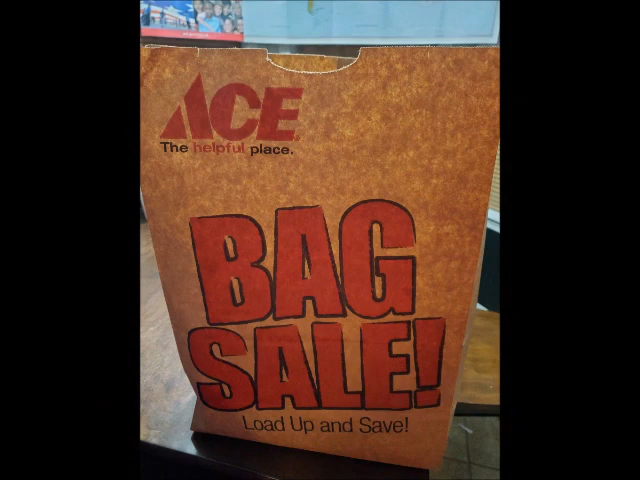 ACE
The helpful place.
BAG
SALE!
Load Up and Save!